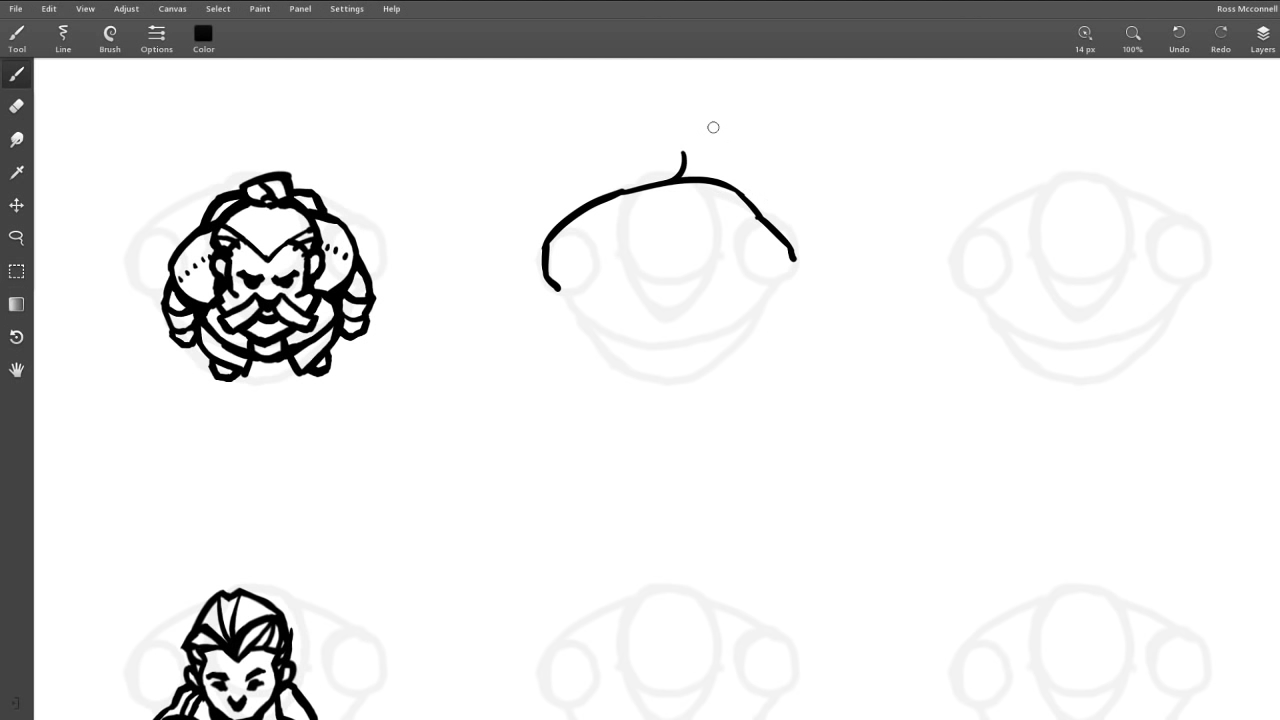 File Edit View Adjust Canvas Select Paint Panel Settings Help Ross Mcconnell
Tool Line Brush Options Color 14 px 100% Undo Redo Layers